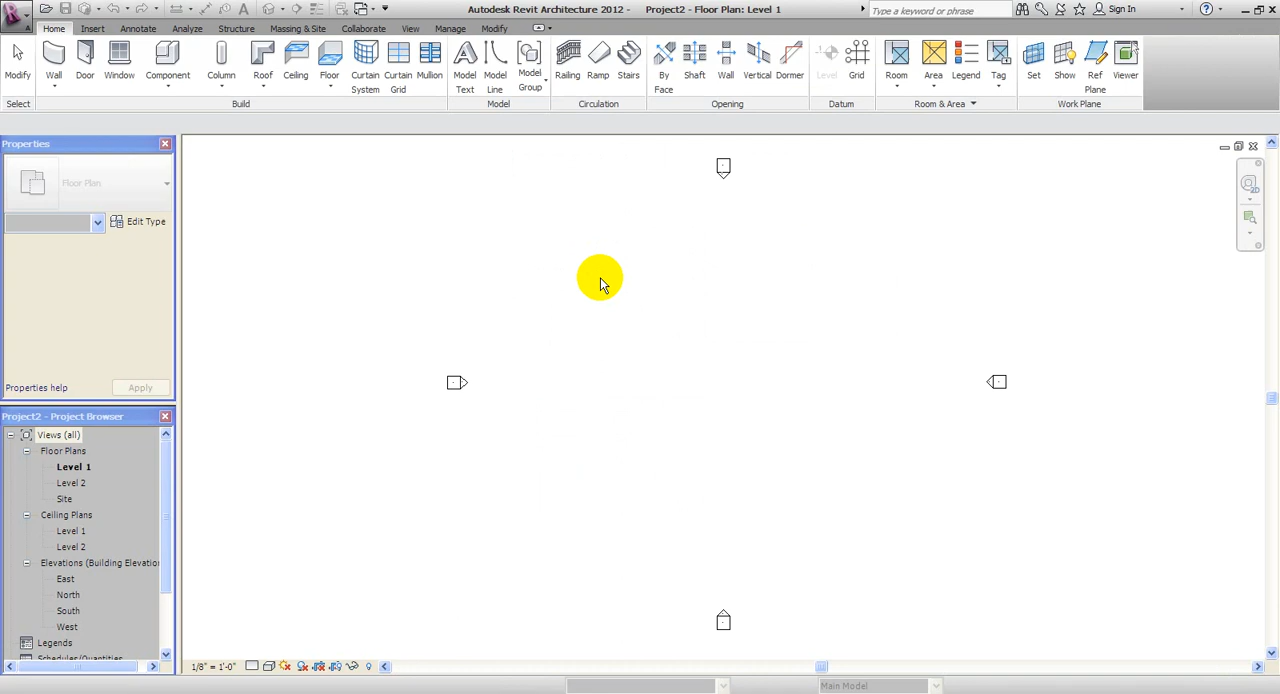 Autodesk Revit Architecture 2012 - Project2 - Floor Plan: Level 1
Type a keyword or phrase
Sign In
Home Insert Annotate Analyze Structure Massing & Site Collaborate View Manage Modify
Modify Wall Door Window Component Column Roof Ceiling Floor Curtain System Curtain Grid Mullion Model Text Model Line Model Group Railing Ramp Stairs By Face Shaft Wall Vertical Dormer Level Grid Room Area Legend Tag Set Show Ref Plane Viewer
Select Build Model Circulation Opening Datum Room & Area Work Plane
Properties
Floor Plan
Edit Type
Properties help Apply
Project2 - Project Browser
Views (all)
Floor Plans
Level 1
Level 2
Site
Ceiling Plans
Level 1
Level 2
Elevations (Building Elevatio
East
North
South
West
Legends
Schedules/Quantities
1/8" = 1'-0"
Main Model